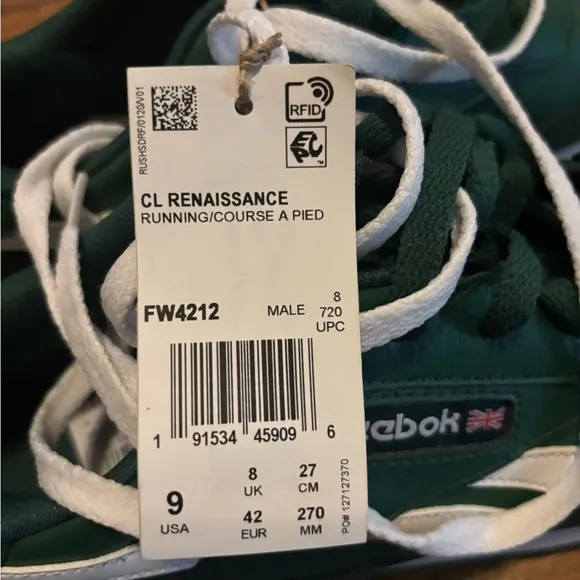 RUSHSDRF/0120/V01
RFID
EPC™
CL RENAISSANCE
RUNNING/COURSE A PIED
FW4212
MALE
8
720
UPC
1 91534 45909 6
9
USA
8
UK
27
CM
42
EUR
270
MM
PO# 127127370
eebok